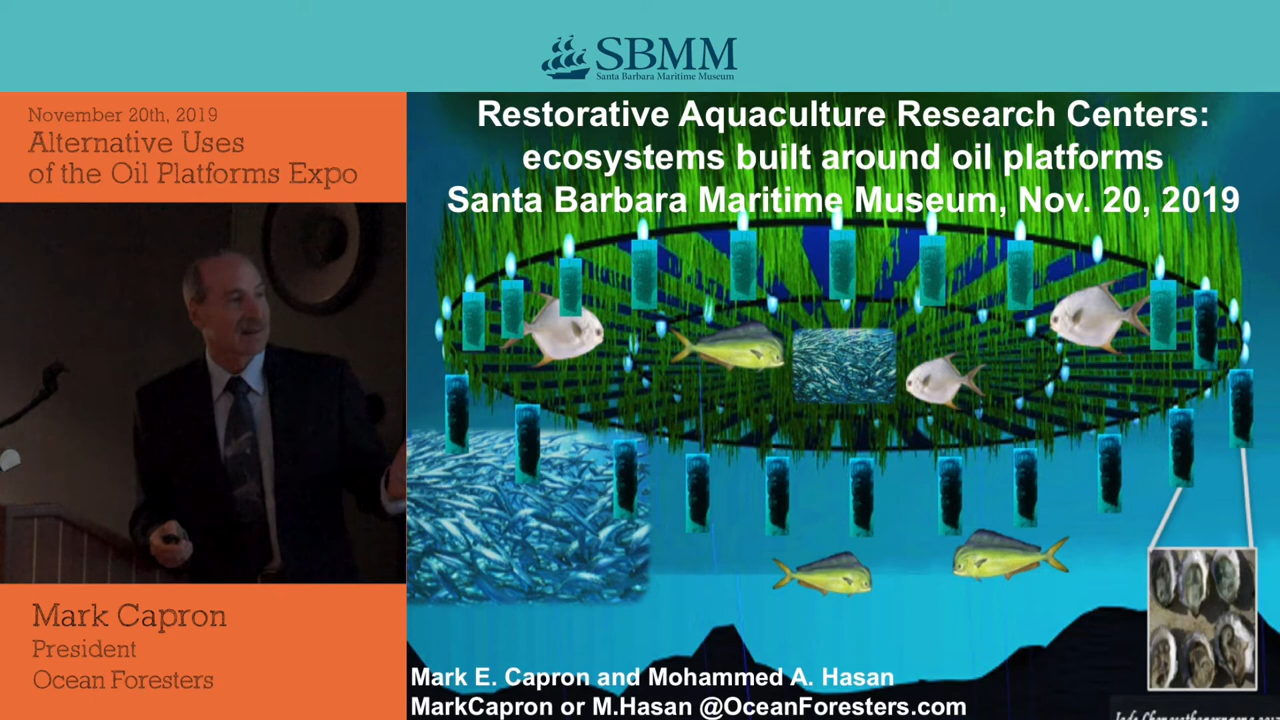 SBMM
Santa Barbara Maritime Museum
November 20th, 2019
Alternative Uses
of the Oil Platforms Expo
Restorative Aquaculture Research Centers:
ecosystems built around oil platforms
Santa Barbara Maritime Museum, Nov. 20, 2019
Mark Capron
President
Ocean Foresters
Mark E. Capron and Mohammed A. Hasan
MarkCapron or M.Hasan @OceanForesters.com